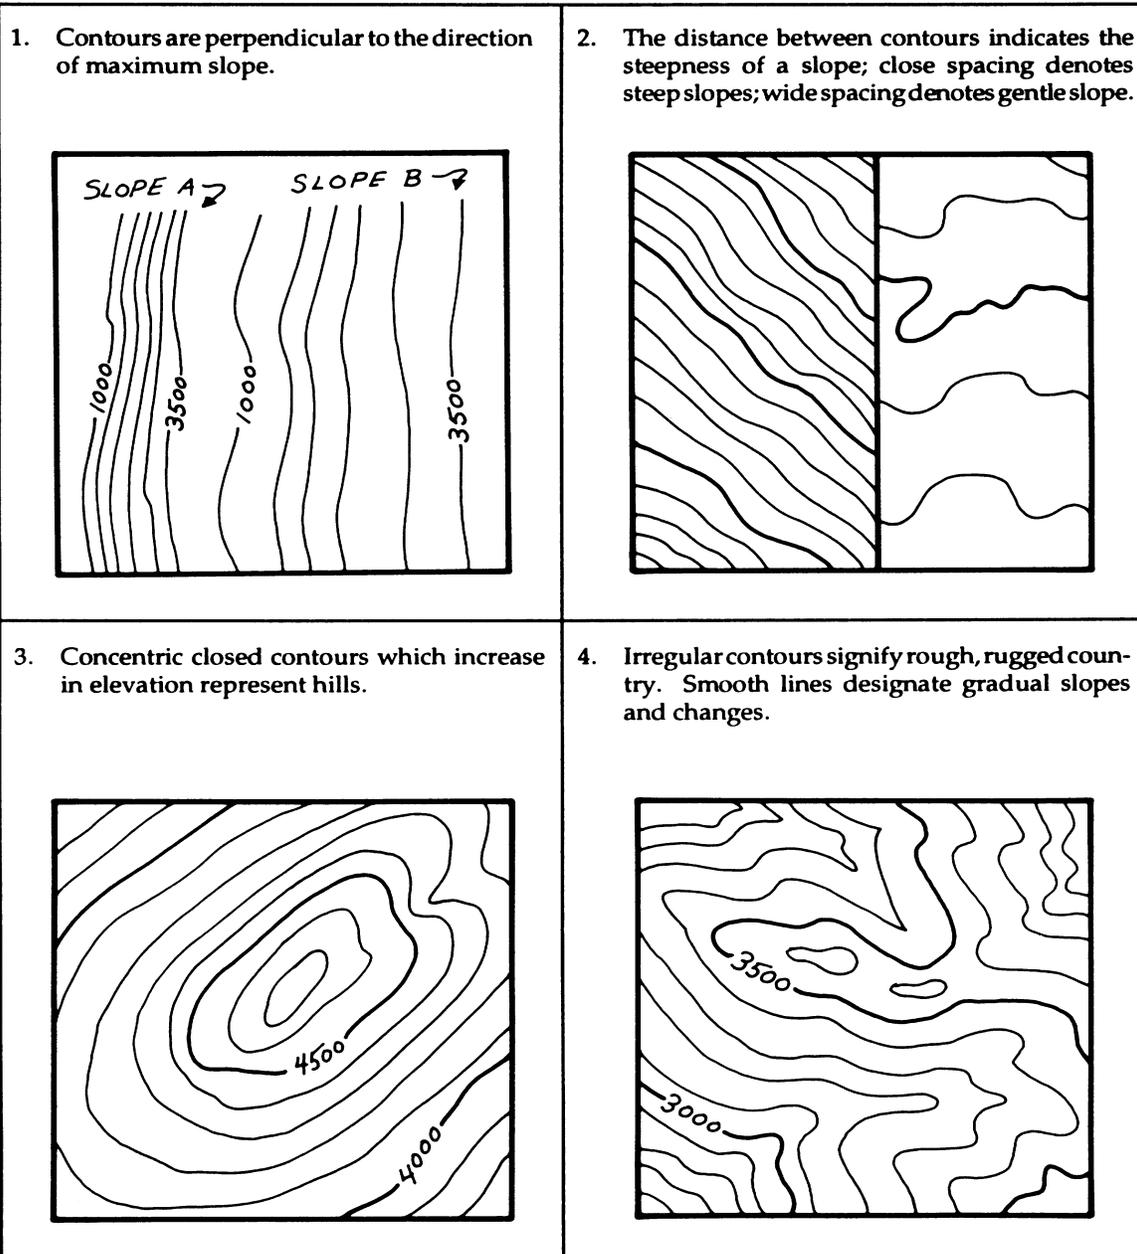 1. Contours are perpendicular to the direction
of maximum slope.
SLOPE A
SLOPE B
1000
3500
1000
3500
2. The distance between contours indicates the
steepness of a slope; close spacing denotes
steep slopes; wide spacing denotes gentle slope.
3. Concentric closed contours which increase
in elevation represent hills.
4500
4000
4. Irregular contours signify rough, rugged coun-
try. Smooth lines designate gradual slopes
and changes.
3500
3000